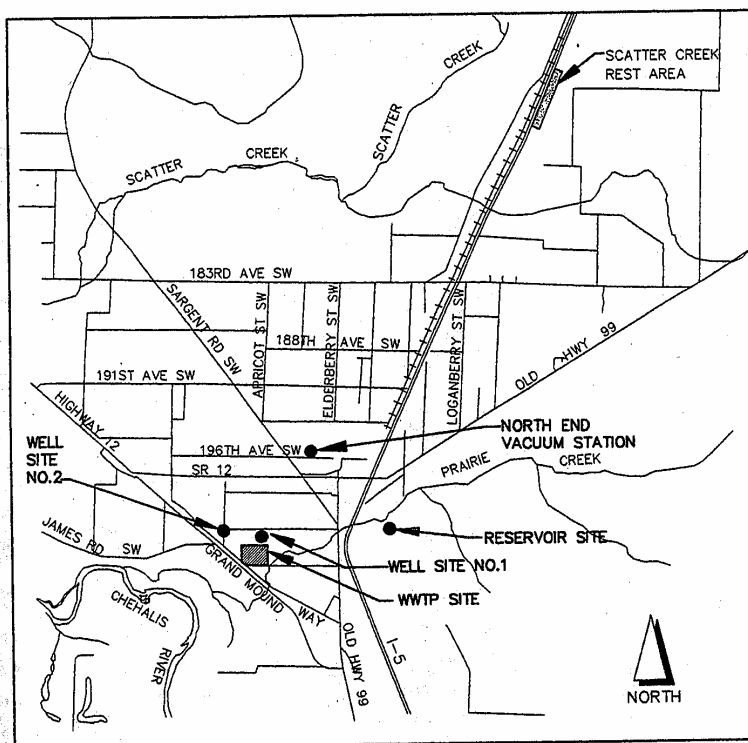 SCATTER CREEK
REST AREA
CREEK
SCATTER
CREEK
SCATTER
183RD AVE SW
SARGENT RD SW
APRICOT ST SW
ELDERBERRY ST SW
LOGANBERRY ST SW
188TH AVE SW
OLD HWY 99
191ST AVE SW
HIGHWAY 12
NORTH END
VACUUM STATION
WELL
SITE
NO.2
196TH AVE SW
SR 12
PRAIRIE CREEK
JAMES RD SW
RESERVOIR SITE
WELL SITE NO.1
WWTP SITE
GRAND MOUND WAY
CHEHALIS
RIVER
OLD HWY 99
I-5
NORTH